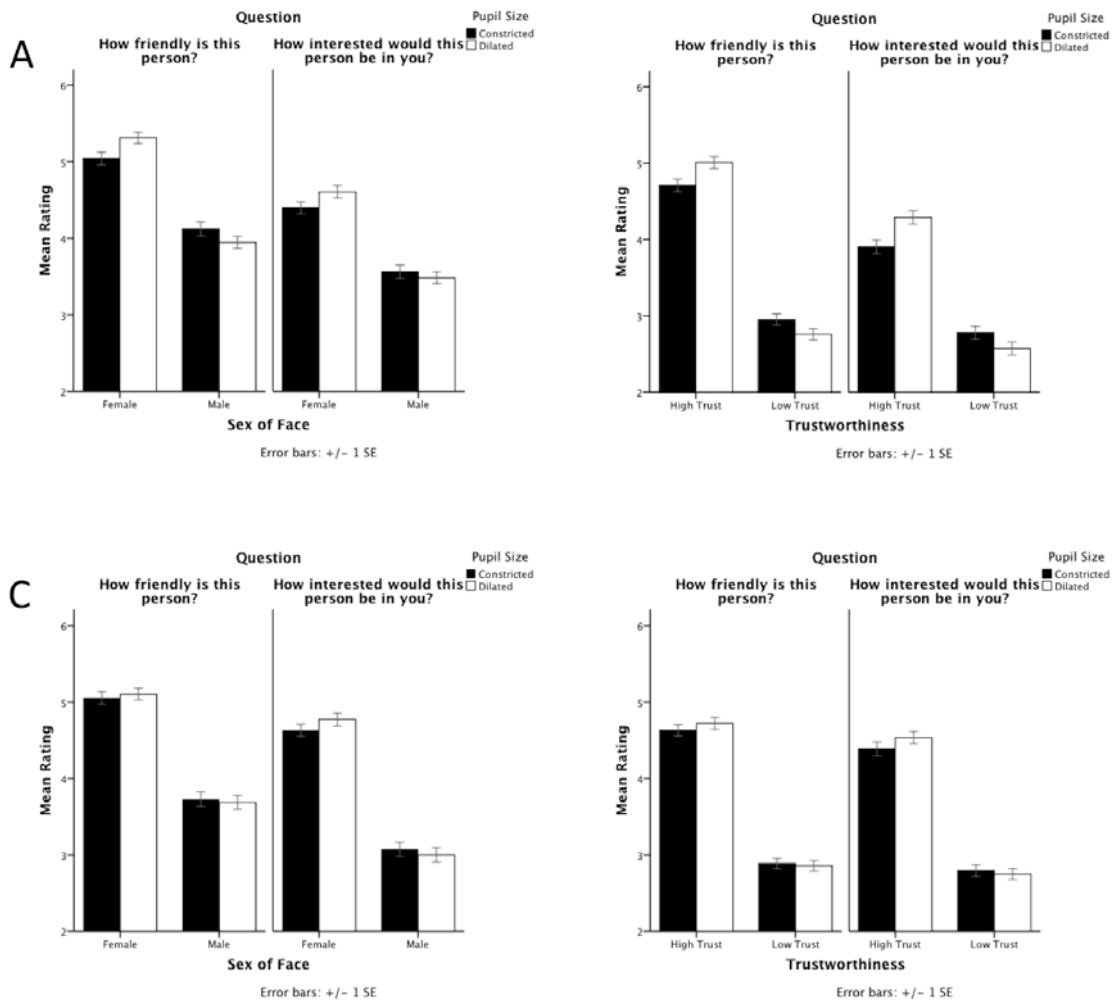 A
Question
Pupil Size
Constricted
Dilated
How friendly is this
person?
How interested would this
person be in you?
Mean Rating
6
5
4
3
2
Female
Male
Female
Male
Sex of Face
Error bars: +/- 1 SE
Question
Pupil Size
Constricted
Dilated
How friendly is this
person?
How interested would this
person be in you?
Mean Rating
6
5
4
3
2
High Trust
Low Trust
High Trust
Low Trust
Trustworthiness
Error bars: +/- 1 SE
C
Question
Pupil Size
Constricted
Dilated
How friendly is this
person?
How interested would this
person be in you?
Mean Rating
6
5
4
3
2
Female
Male
Female
Male
Sex of Face
Error bars: +/- 1 SE
Question
Pupil Size
Constricted
Dilated
How friendly is this
person?
How interested would this
person be in you?
Mean Rating
6
5
4
3
2
High Trust
Low Trust
High Trust
Low Trust
Trustworthiness
Error bars: +/- 1 SE